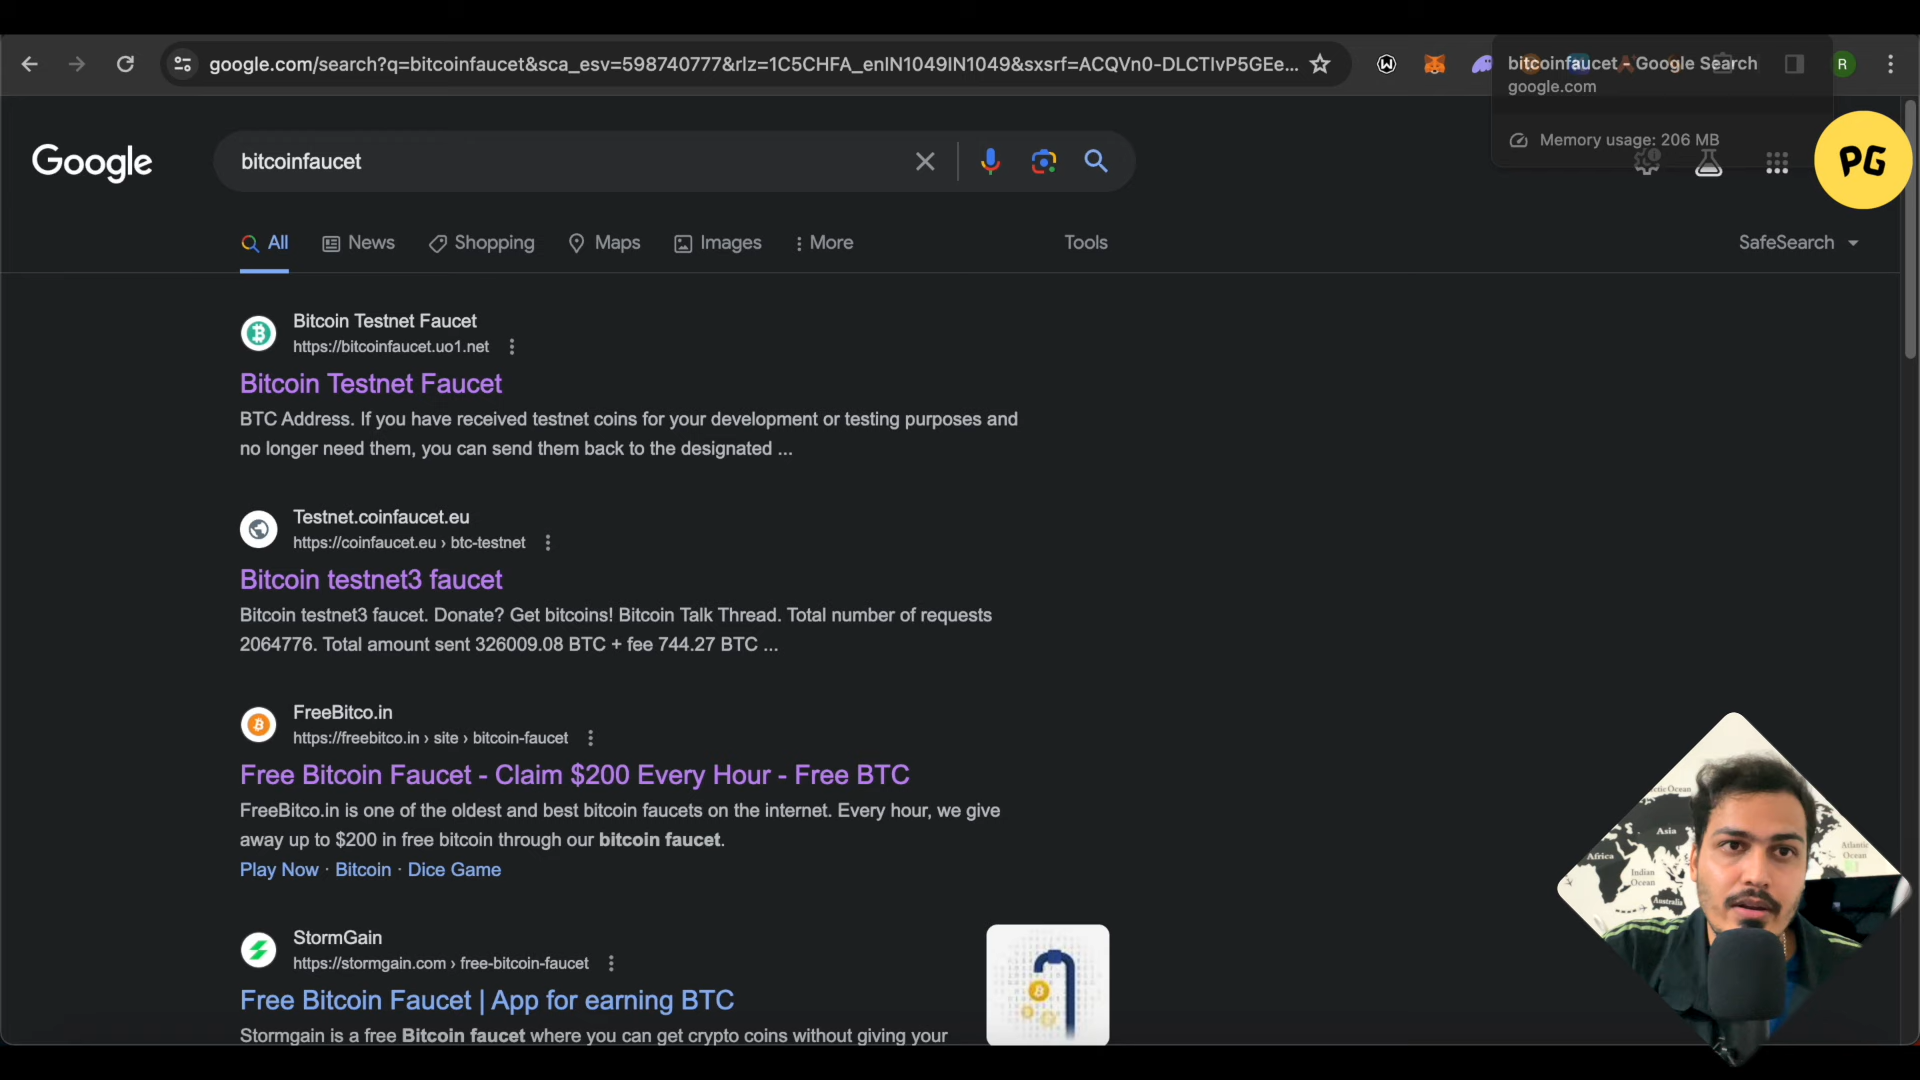 google.com/search?q=bitcoinfaucet&sca_esv=598740777&rlz=1C5CHFA_enIN1049IN1049&sxsrf=ACQVn0-DLCTIvP5GEe...
bitcoinfaucet - Google Search
R
google.com
Memory usage: 206 MB
Google
bitcoinfaucet
PG
All
News
Shopping
Maps
Images
More
Tools
SafeSearch
Bitcoin Testnet Faucet
https://bitcoinfaucet.uo1.net
Bitcoin Testnet Faucet
BTC Address. If you have received testnet coins for your development or testing purposes and
no longer need them, you can send them back to the designated ...
Testnet.coinfaucet.eu
https://coinfaucet.eu › btc-testnet
Bitcoin testnet3 faucet
Bitcoin testnet3 faucet. Donate? Get bitcoins! Bitcoin Talk Thread. Total number of requests
2064776. Total amount sent 326009.08 BTC + fee 744.27 BTC ...
FreeBitco.in
https://freebitco.in › site › bitcoin-faucet
Free Bitcoin Faucet - Claim $200 Every Hour - Free BTC
FreeBitco.in is one of the oldest and best bitcoin faucets on the internet. Every hour, we give
away up to $200 in free bitcoin through our bitcoin faucet.
Play Now · Bitcoin · Dice Game
StormGain
https://stormgain.com › free-bitcoin-faucet
Free Bitcoin Faucet | App for earning BTC
Stormgain is a free Bitcoin faucet where you can get crypto coins without giving your
Asia
Africa
Atlantic
Ocean
Indian
Ocean
Australia